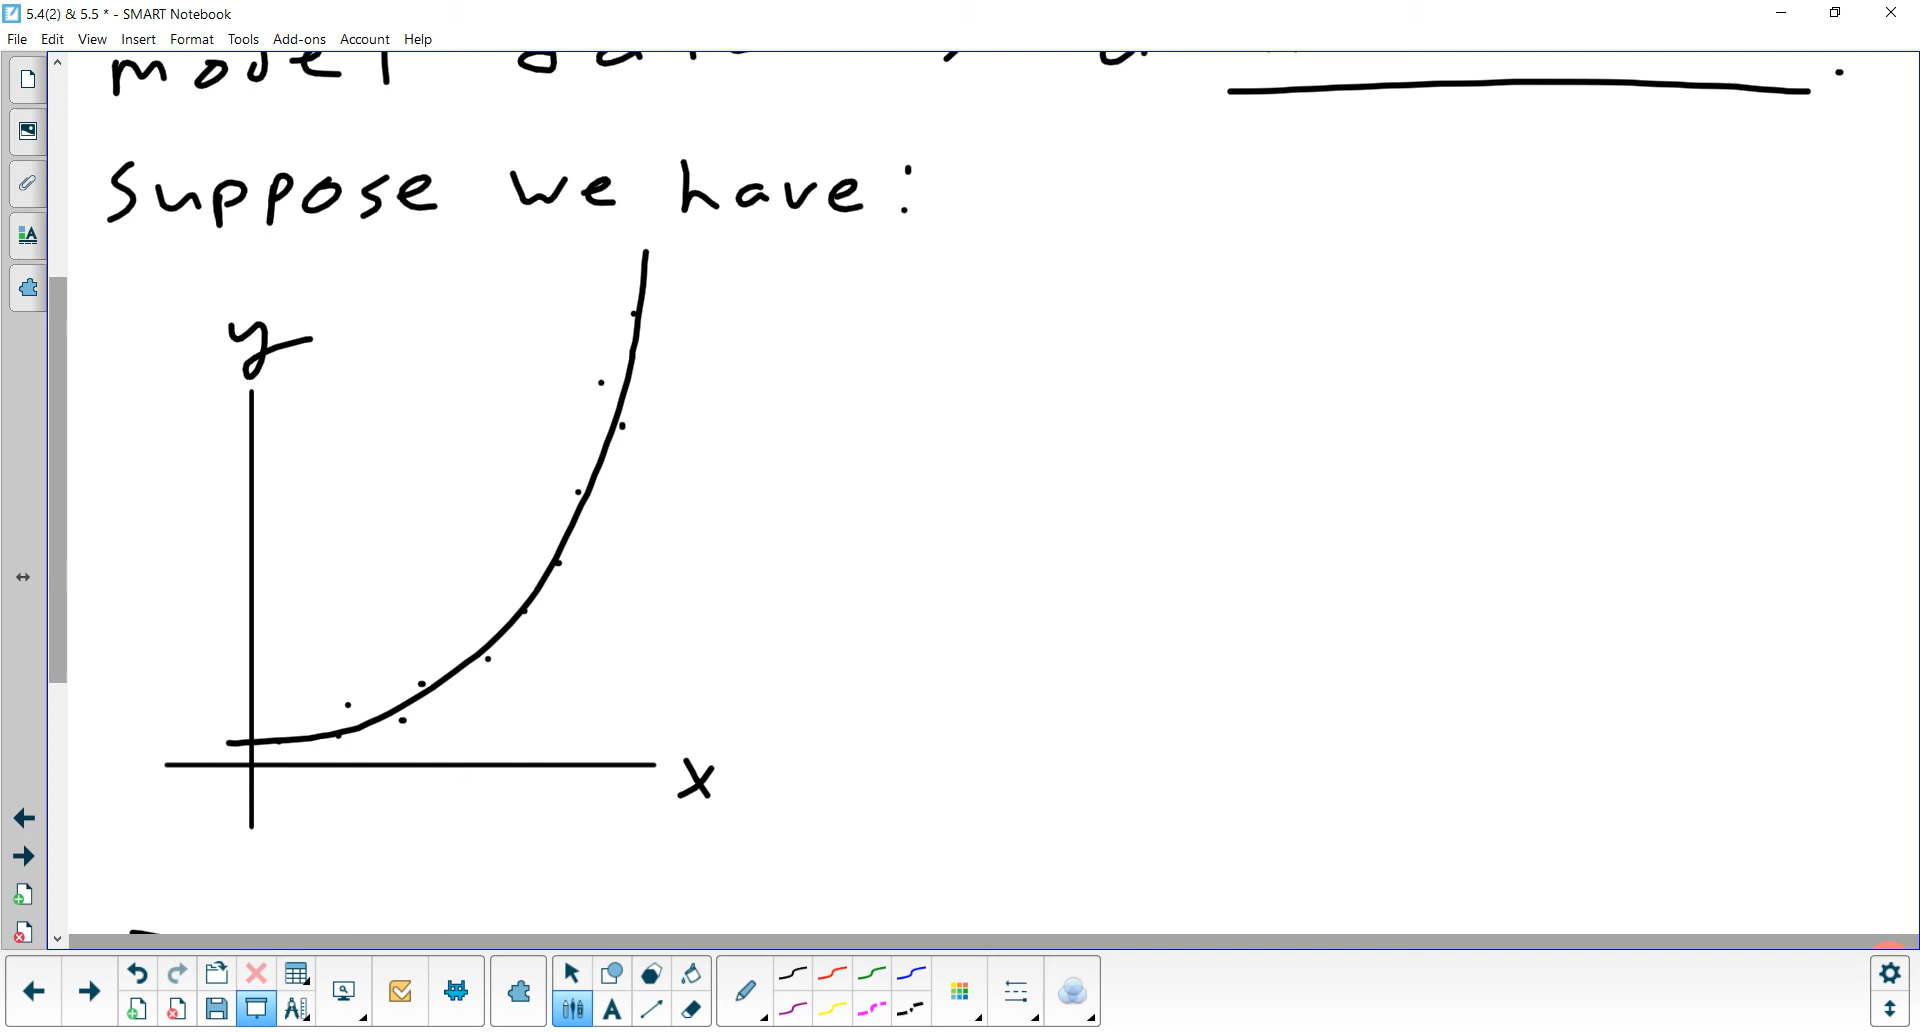 5.4(2) & 5.5 * - SMART Notebook
File Edit View Insert Format Tools Add-ons Account Help
model
suppose we have :
y
x